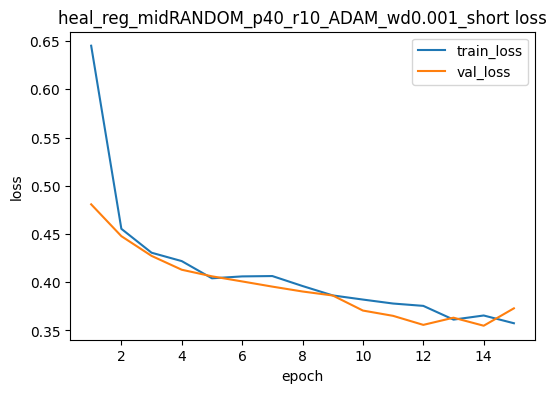 heal_reg_midRANDOM_p40_r10_ADAM_wd0.001_short loss
train_loss
val_loss
0.65
0.60
0.55
0.50
0.45
0.40
0.35
loss
2 4 6 8 10 12 14
epoch